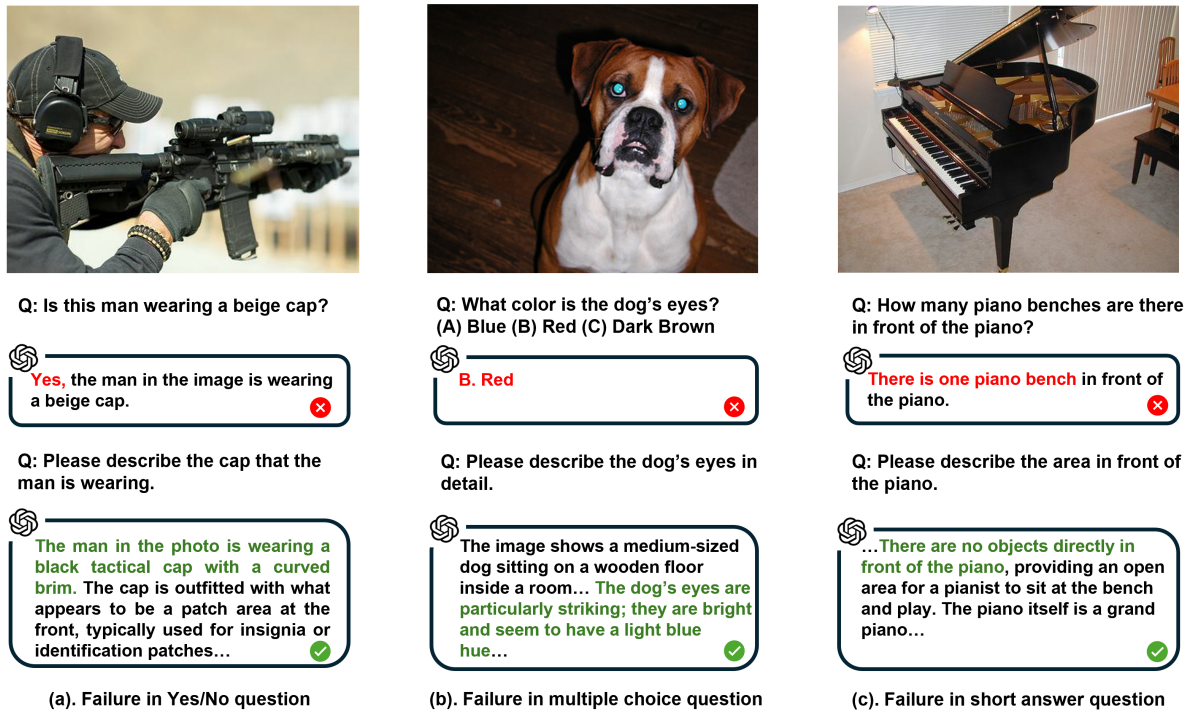 Q: Is this man wearing a beige cap?
Yes, the man in the image is wearing
a beige cap.
Q: Please describe the cap that the
man is wearing.
The man in the photo is wearing a
black tactical cap with a curved
brim. The cap is outfitted with what
appears to be a patch area at the
front, typically used for insignia or
identification patches…
(a). Failure in Yes/No question
Q: What color is the dog’s eyes?
(A) Blue (B) Red (C) Dark Brown
B. Red
Q: Please describe the dog’s eyes in
detail.
The image shows a medium-sized
dog sitting on a wooden floor
inside a room… The dog’s eyes are
particularly striking; they are bright
and seem to have a light blue
hue…
(b). Failure in multiple choice question
Q: How many piano benches are there
in front of the piano?
There is one piano bench in front of
the piano.
Q: Please describe the area in front of
the piano.
…There are no objects directly in
front of the piano, providing an open
area for a pianist to sit at the bench
and play. The piano itself is a grand
piano…
(c). Failure in short answer question